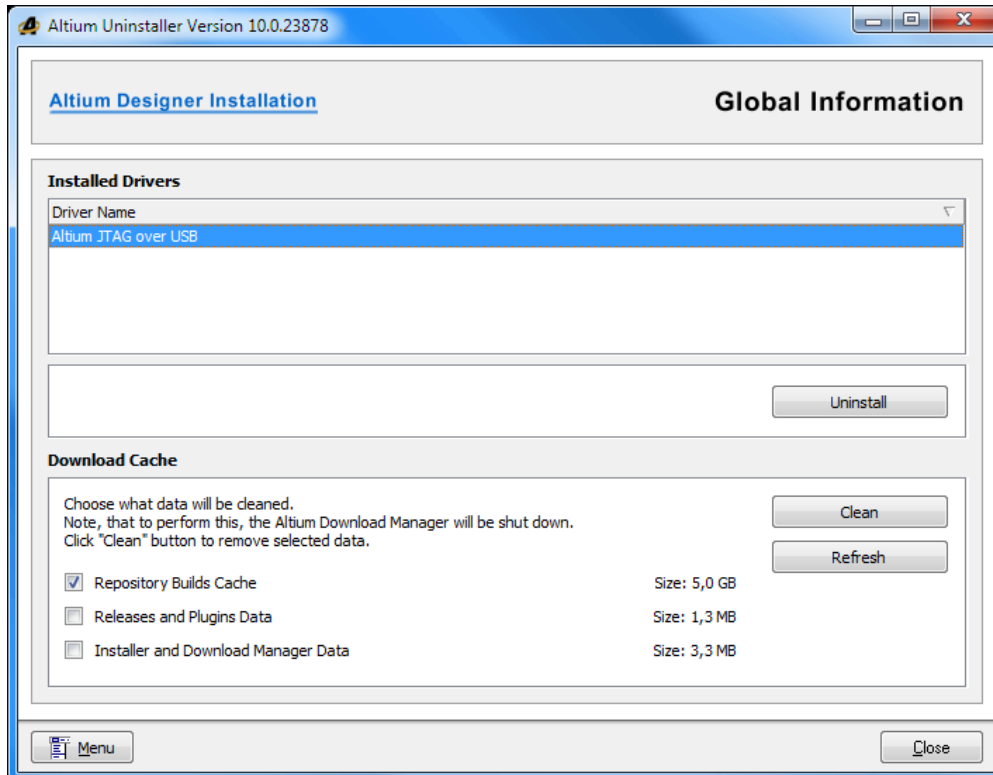 Altium Uninstaller Version 10.0.23878
Altium Designer Installation
Global Information
Installed Drivers
Driver Name
Altium JTAG over USB
Uninstall
Download Cache
Choose what data will be cleaned.
Note, that to perform this, the Altium Download Manager will be shut down.
Click "Clean" button to remove selected data.
Clean
Refresh
Repository Builds Cache Size: 5,0 GB
Releases and Plugins Data Size: 1,3 MB
Installer and Download Manager Data Size: 3,3 MB
Menu
Close